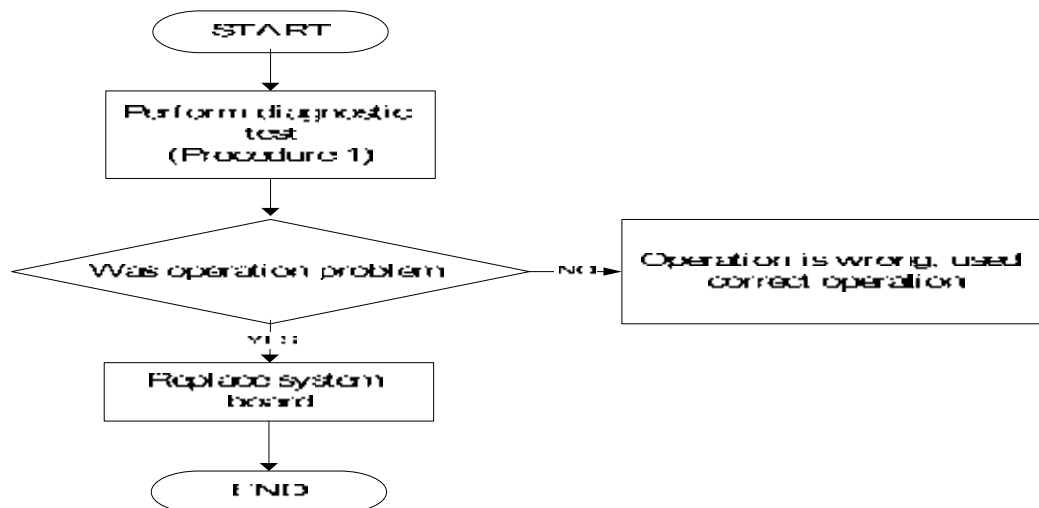 START
Perform diagnostic
test
(Procedure 1)
Was operation problem
NO
Operation is wrong, used
correct operation
YES
Replace system
board
END